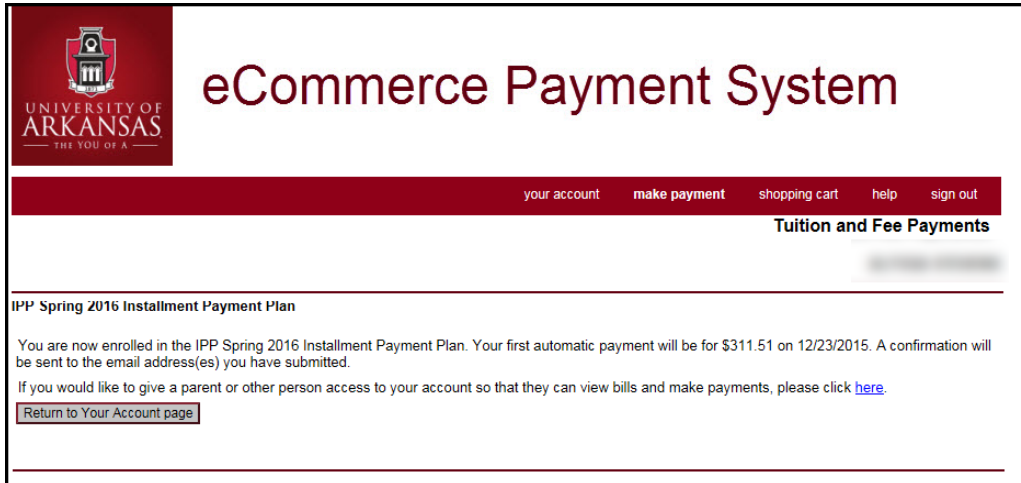 UNIVERSITY OF
ARKANSAS
THE YOU OF A
eCommerce Payment System
your account make payment shopping cart help sign out
Tuition and Fee Payments
IPP Spring 2016 Installment Payment Plan
You are now enrolled in the IPP Spring 2016 Installment Payment Plan. Your first automatic payment will be for $311.51 on 12/23/2015. A confirmation will
be sent to the email address(es) you have submitted.
If you would like to give a parent or other person access to your account so that they can view bills and make payments, please click here.
Return to Your Account page